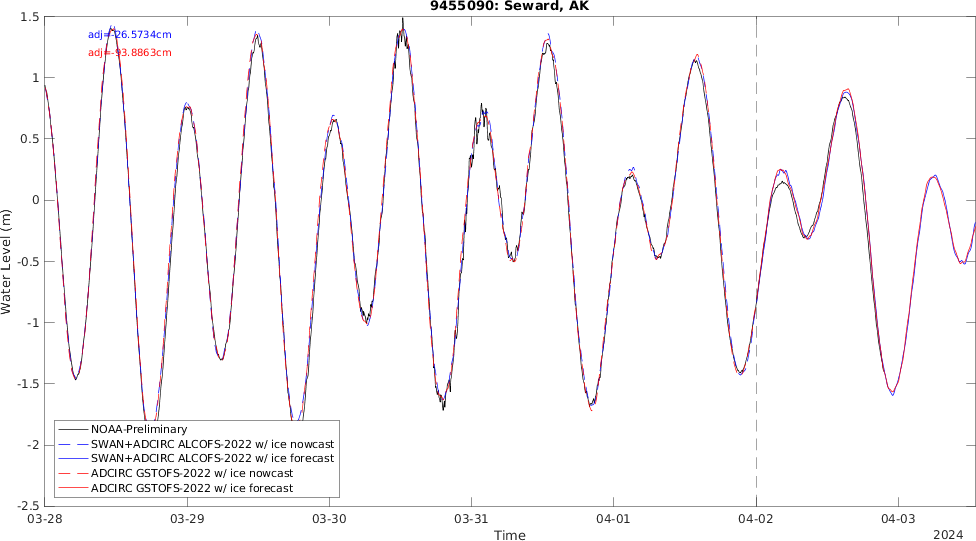 9455090: Seward, AK
adj=-26.5734cm
adj=-93.8863cm
1.5
1
0.5
0
-0.5
-1
-1.5
-2
-2.5
Water Level (m)
NOAA-Preliminary
SWAN+ADCIRC ALCOFS-2022 w/ ice nowcast
SWAN+ADCIRC ALCOFS-2022 w/ ice forecast
ADCIRC GSTOFS-2022 w/ ice nowcast
ADCIRC GSTOFS-2022 w/ ice forecast
03-28 03-29 03-30 03-31 04-01 04-02 04-03
Time
2024